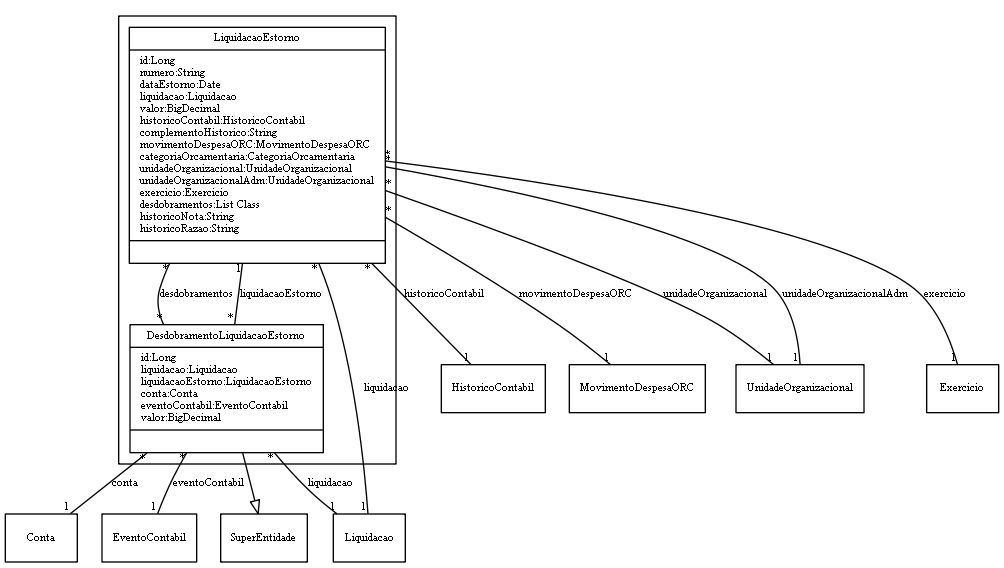 LiquidacaoEstorno
id:Long
numero:String
dataEstorno:Date
liquidacao:Liquidacao
valor:BigDecimal
historicoContabil:HistoricoContabil
complementoHistorico:String
movimentoDespesaORC:MovimentoDespesaORC
categoriaOrcamentaria:CategoriaOrcamentaria
unidadeOrganizacional:UnidadeOrganizacional
unidadeOrganizacionalAdm:UnidadeOrganizacional
exercicio:Exercicio
desdobramentos:List Class
historicoNota:String
historicoRazao:String
* * * *
* 1 * *
desdobramentos liquidacaoEstorno historicoContabil movimentoDespesaORC unidadeOrganizacional unidadeOrganizacionalAdm exercicio
* *
DesdobramentoLiquidacaoEstorno
id:Long
liquidacao:Liquidacao
liquidacaoEstorno:LiquidacaoEstorno
conta:Conta
eventoContabil:EventoContabil
valor:BigDecimal
liquidacao
1 1 1 1 1
HistoricoContabil MovimentoDespesaORC UnidadeOrganizacional Exercicio
* * *
conta eventoContabil liquidacao
1 1 1 1
Conta EventoContabil SuperEntidade Liquidacao